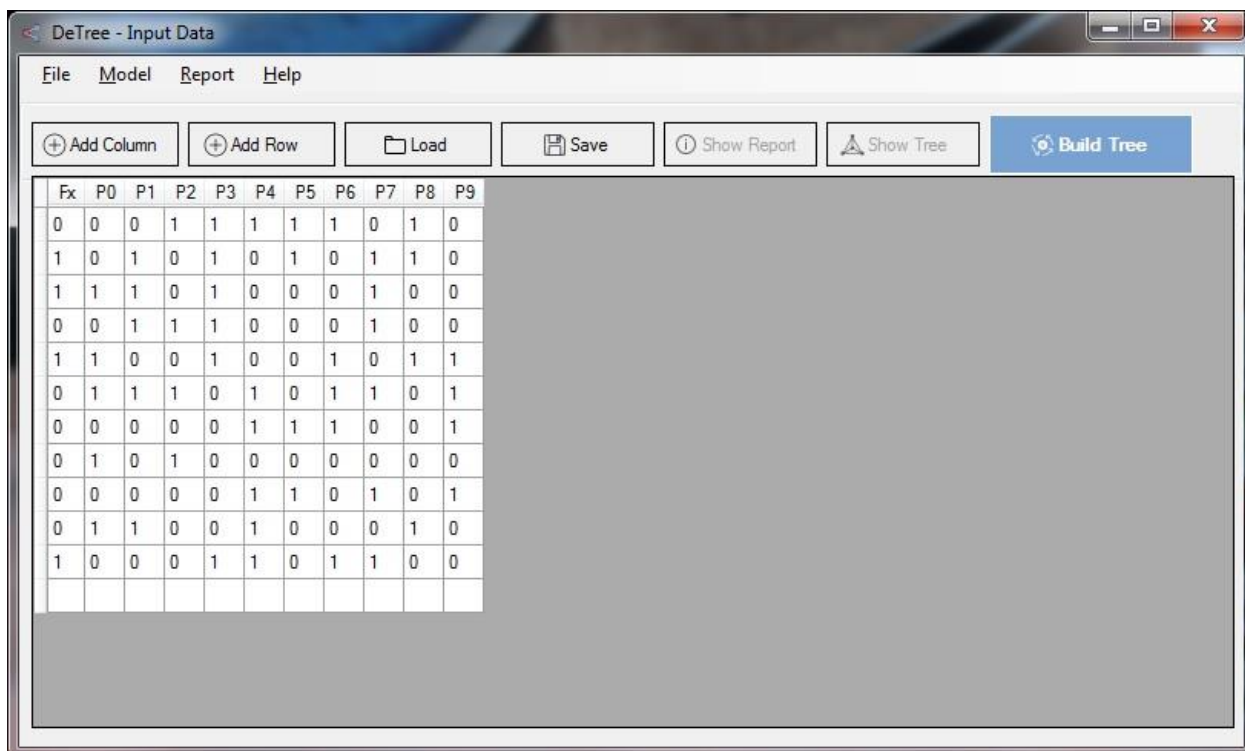 DeTree - Input Data
File Model Report Help
Add Column Add Row Load Save Show Report Show Tree Build Tree
Fx P0 P1 P2 P3 P4 P5 P6 P7 P8 P9
0 0 0 1 1 1 1 1 0 1 0
1 0 1 0 1 0 1 0 1 1 0
1 1 1 0 1 0 0 0 1 0 0
0 0 1 1 1 0 0 0 1 0 0
1 1 0 0 1 0 0 1 0 1 1
0 1 1 1 0 1 0 1 1 0 1
0 0 0 0 0 1 1 1 0 0 1
0 1 0 1 0 0 0 0 0 0 0
0 0 0 0 0 1 1 0 1 0 1
0 1 1 0 0 1 0 0 0 1 0
1 0 0 0 1 1 0 1 1 0 0